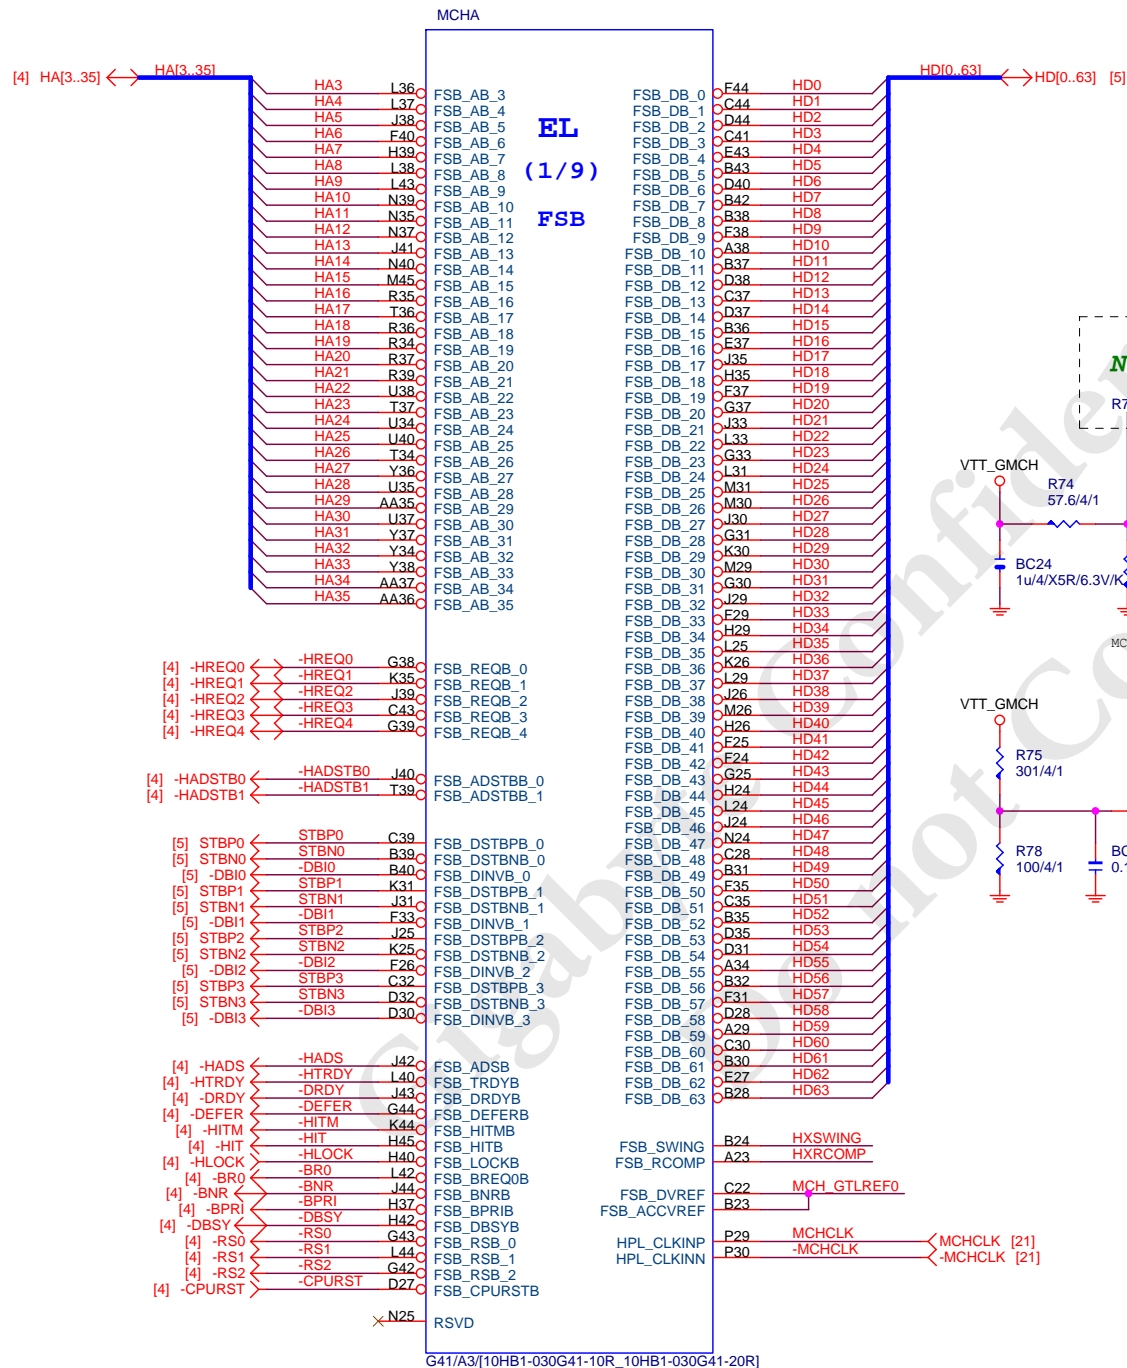 MCHA
[4] HA[3..35]
HA[3..35]
HD[0..63]
HD[0..63] [5]
EL
(1/9)
FSB
HA3 L36 FSB_AB_3
HA4 L37 FSB_AB_4
HA5 J38 FSB_AB_5
HA6 F40 FSB_AB_6
HA7 H39 FSB_AB_7
HA8 L38 FSB_AB_8
HA9 L43 FSB_AB_9
HA10 N39 FSB_AB_10
HA11 N35 FSB_AB_11
HA12 N37 FSB_AB_12
HA13 J41 FSB_AB_13
HA14 N40 FSB_AB_14
HA15 M45 FSB_AB_15
HA16 R35 FSB_AB_16
HA17 T36 FSB_AB_17
HA18 R36 FSB_AB_18
HA19 R34 FSB_AB_19
HA20 R37 FSB_AB_20
HA21 R39 FSB_AB_21
HA22 U38 FSB_AB_22
HA23 T37 FSB_AB_23
HA24 U34 FSB_AB_24
HA25 U40 FSB_AB_25
HA26 T34 FSB_AB_26
HA27 Y36 FSB_AB_27
HA28 U35 FSB_AB_28
HA29 AA35 FSB_AB_29
HA30 U37 FSB_AB_30
HA31 Y37 FSB_AB_31
HA32 Y34 FSB_AB_32
HA33 Y38 FSB_AB_33
HA34 AA37 FSB_AB_34
HA35 AA36 FSB_AB_35
[4] -HREQ0 -HREQ0 G38 FSB_REQB_0
[4] -HREQ1 -HREQ1 K35 FSB_REQB_1
[4] -HREQ2 -HREQ2 J39 FSB_REQB_2
[4] -HREQ3 -HREQ3 C43 FSB_REQB_3
[4] -HREQ4 -HREQ4 G39 FSB_REQB_4
[4] -HADSTB0 -HADSTB0 J40 FSB_ADSTBB_0
[4] -HADSTB1 -HADSTB1 T39 FSB_ADSTBB_1
[5] STBP0 STBP0 C39 FSB_DSTBPB_0
[5] STBN0 STBN0 B39 FSB_DSTBNB_0
[5] -DBI0 -DBI0 B40 FSB_DINVB_0
[5] STBP1 STBP1 K31 FSB_DSTBPB_1
[5] STBN1 STBN1 J31 FSB_DSTBNB_1
[5] -DBI1 -DBI1 F33 FSB_DINVB_1
[5] STBP2 STBP2 J25 FSB_DSTBPB_2
[5] STBN2 STBN2 K25 FSB_DSTBNB_2
[5] -DBI2 -DBI2 F26 FSB_DINVB_2
[5] STBP3 STBP3 C32 FSB_DSTBPB_3
[5] STBN3 STBN3 D32 FSB_DSTBNB_3
[5] -DBI3 -DBI3 D30 FSB_DINVB_3
[4] -HADS -HADS J42 FSB_ADSB
[4] -HTRDY -HTRDY L40 FSB_TRDYB
[4] -DRDY -DRDY J43 FSB_DRDYB
[4] -DEFER -DEFER G44 FSB_DEFERB
[4] -HITM -HITM K44 FSB_HITMB
[4] -HIT -HIT H45 FSB_HITB
[4] -HLOCK -HLOCK H40 FSB_LOCKB
[4] -BR0 -BR0 L42 FSB_BREQ0B
[4] -BNR -BNR J44 FSB_BNRB
[4] -BPRI -BPRI H37 FSB_BPRIB
[4] -DBSY -DBSY H42 FSB_DBSYB
[4] -RS0 -RS0 G43 FSB_RSB_0
[4] -RS1 -RS1 L44 FSB_RSB_1
[4] -RS2 -RS2 G42 FSB_RSB_2
[4] -CPURST -CPURST D27 FSB_CPURSTB
N25 RSVD
FSB_DB_0 F44 HD0
FSB_DB_1 C44 HD1
FSB_DB_2 D44 HD2
FSB_DB_3 C41 HD3
FSB_DB_4 E43 HD4
FSB_DB_5 B43 HD5
FSB_DB_6 D40 HD6
FSB_DB_7 B42 HD7
FSB_DB_8 B38 HD8
FSB_DB_9 F38 HD9
FSB_DB_10 A38 HD10
FSB_DB_11 B37 HD11
FSB_DB_12 D38 HD12
FSB_DB_13 C37 HD13
FSB_DB_14 D37 HD14
FSB_DB_15 B36 HD15
FSB_DB_16 E37 HD16
FSB_DB_17 J35 HD17
FSB_DB_18 H35 HD18
FSB_DB_19 F37 HD19
FSB_DB_20 G37 HD20
FSB_DB_21 J33 HD21
FSB_DB_22 L33 HD22
FSB_DB_23 G33 HD23
FSB_DB_24 L31 HD24
FSB_DB_25 M31 HD25
FSB_DB_26 M30 HD26
FSB_DB_27 J30 HD27
FSB_DB_28 G31 HD28
FSB_DB_29 K30 HD29
FSB_DB_30 M29 HD30
FSB_DB_31 G30 HD31
FSB_DB_32 J29 HD32
FSB_DB_33 F29 HD33
FSB_DB_34 H29 HD34
FSB_DB_35 L25 HD35
FSB_DB_36 K26 HD36
FSB_DB_37 L29 HD37
FSB_DB_38 J26 HD38
FSB_DB_39 M26 HD39
FSB_DB_40 H26 HD40
FSB_DB_41 F25 HD41
FSB_DB_42 F24 HD42
FSB_DB_43 G25 HD43
FSB_DB_44 H24 HD44
FSB_DB_45 L24 HD45
FSB_DB_46 J24 HD46
FSB_DB_47 N24 HD47
FSB_DB_48 C28 HD48
FSB_DB_49 B31 HD49
FSB_DB_50 F35 HD50
FSB_DB_51 C35 HD51
FSB_DB_52 B35 HD52
FSB_DB_53 D35 HD53
FSB_DB_54 D31 HD54
FSB_DB_55 A34 HD55
FSB_DB_56 B32 HD56
FSB_DB_57 F31 HD57
FSB_DB_58 D28 HD58
FSB_DB_59 A29 HD59
FSB_DB_60 C30 HD60
FSB_DB_61 B30 HD61
FSB_DB_62 E27 HD62
FSB_DB_63 B28 HD63
FSB_SWING B24 HXSWING
FSB_RCOMP A23 HXRCOMP
FSB_DVREF C22 MCH_GTLREF0
FSB_ACCVREF B23
HPL_CLKINP P29 MCHCLK MCHCLK [21]
HPL_CLKINN P30 -MCHCLK -MCHCLK [21]
G41/A3/[10HB1-030G41-10R_10HB1-030G41-20R]
N
R7
VTT_GMCH
R74
57.6/4/1
BC24
1u/4/X5R/6.3V/K
MC
VTT_GMCH
R75
301/4/1
R78
100/4/1
BC
0.1
Gigabyte Confiden
Do not Co